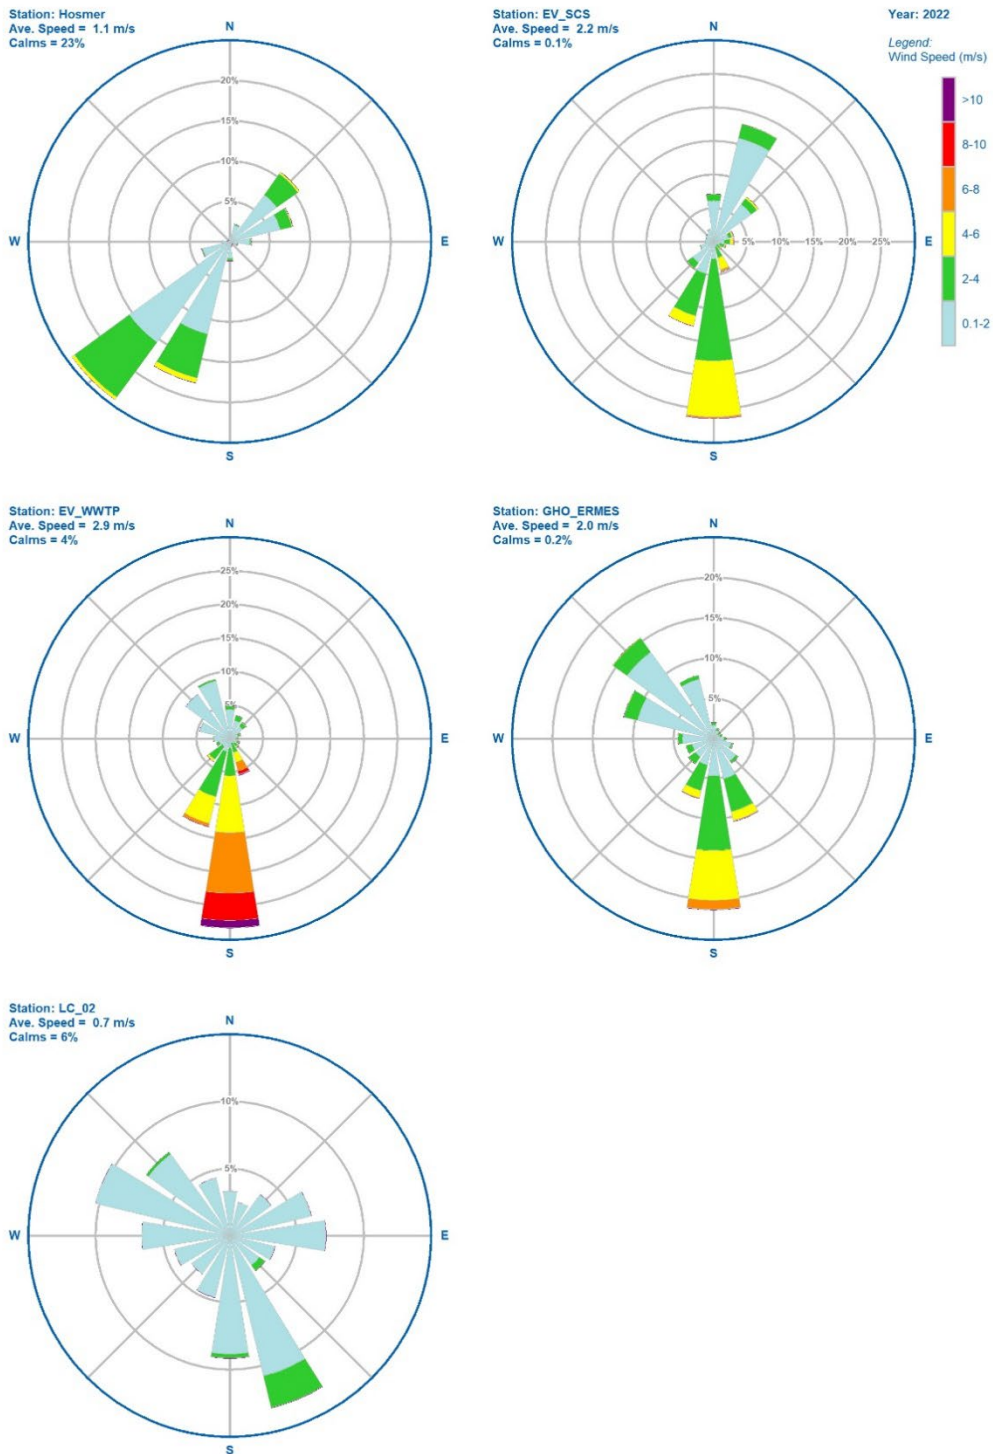 Station: Hosmer
Ave. Speed = 1.1 m/s
Calms = 23%
N
20%
15%
10%
5%
W
E
S
Station: EV_SCS
Ave. Speed = 2.2 m/s
Calms = 0.1%
N
W
5%
10%
15%
20%
25%
E
S
Year: 2022
Legend:
Wind Speed (m/s)
>10
8-10
6-8
4-6
2-4
0.1-2
Station: EV_WWTP
Ave. Speed = 2.9 m/s
Calms = 4%
N
25%
20%
15%
10%
5%
W
E
S
Station: GHO_ERMES
Ave. Speed = 2.0 m/s
Calms = 0.2%
N
20%
15%
10%
5%
W
E
S
Station: LC_02
Ave. Speed = 0.7 m/s
Calms = 6%
N
10%
5%
W
E
S